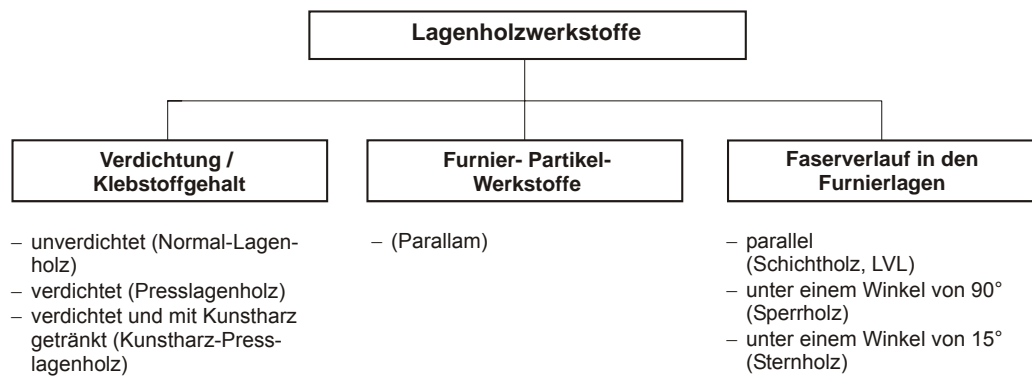 Lagenholzwerkstoffe
Verdichtung /
Klebstoffgehalt
– unverdichtet (Normal-Lagen-
holz)
– verdichtet (Presslagenholz)
– verdichtet und mit Kunstharz
getränkt (Kunstharz-Press-
lagenholz)
Furnier- Partikel-
Werkstoffe
– (Parallam)
Faserverlauf in den
Furnierlagen
– parallel
(Schichtholz, LVL)
– unter einem Winkel von 90°
(Sperrholz)
– unter einem Winkel von 15°
(Sternholz)